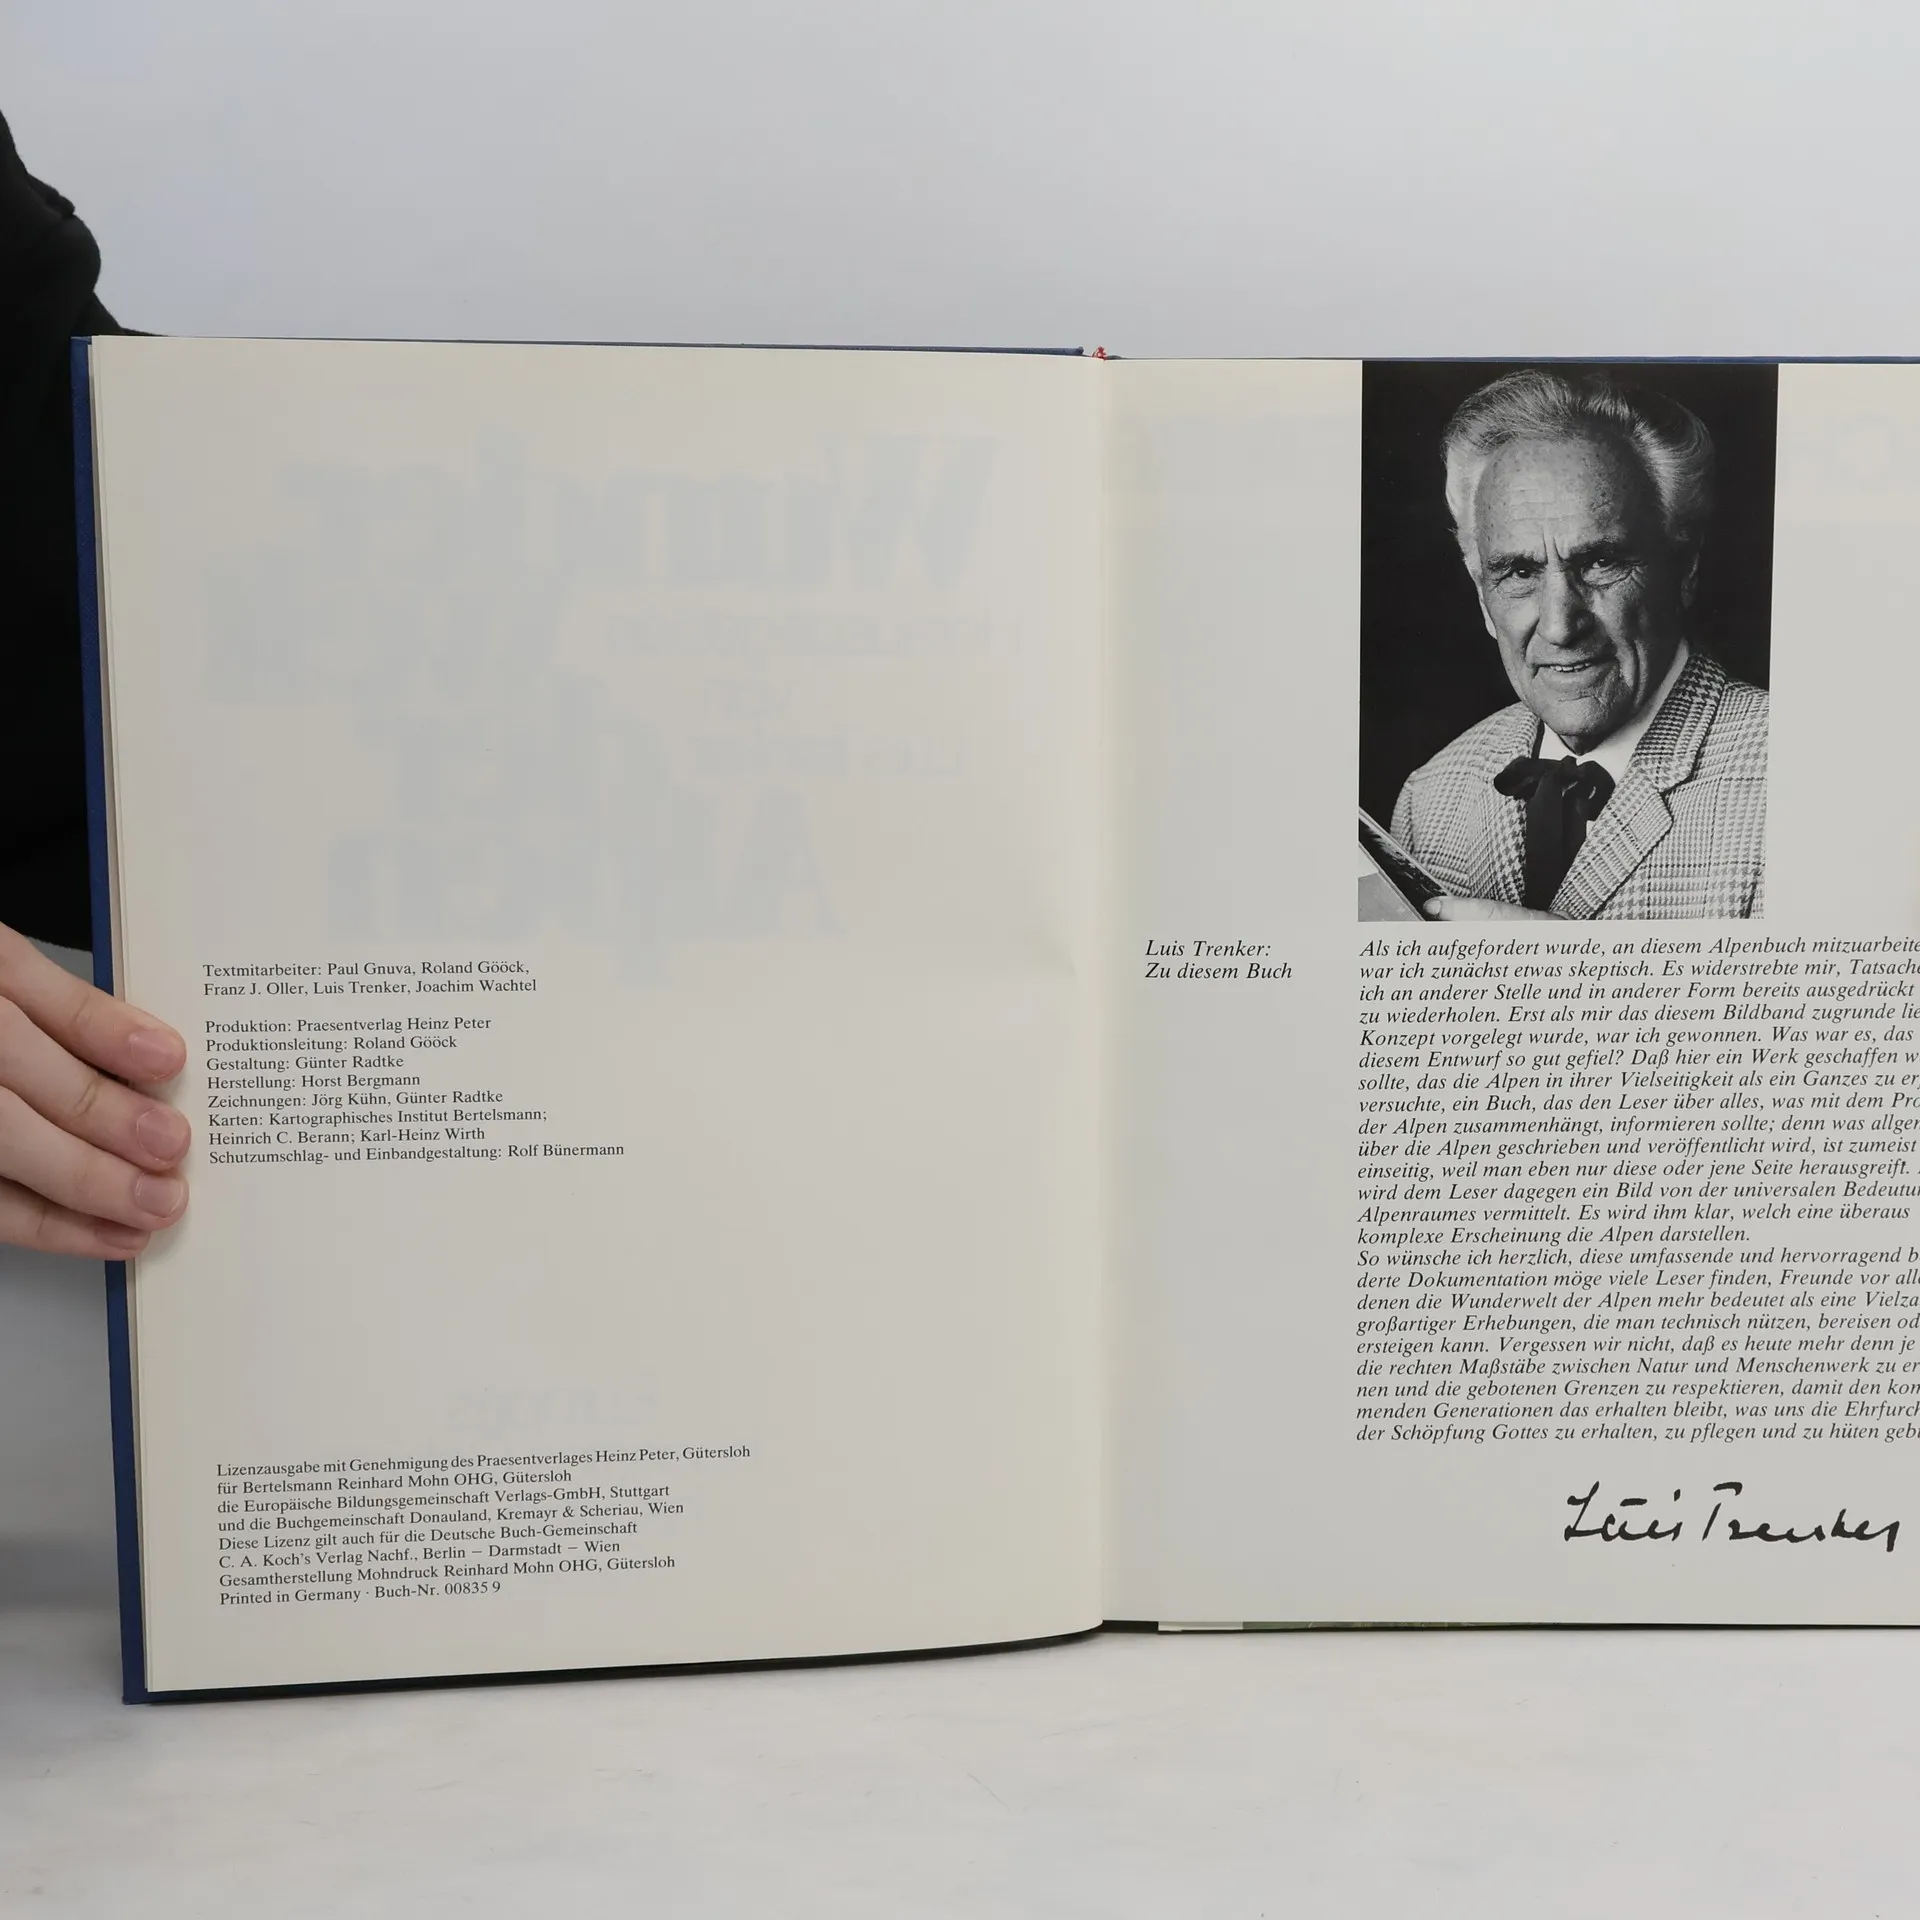 Textmitarbeiter: Paul Gnuva, Roland Gööck,
Franz J. Oller, Luis Trenker, Joachim Wachtel
Produktion: Praesentverlag Heinz Peter
Produktionsleitung: Roland Gööck
Gestaltung: Günter Radtke
Herstellung: Horst Bergmann
Zeichnungen: Jörg Kühn, Günter Radtke
Karten: Kartographisches Institut Bertelsmann;
Heinrich C. Berann; Karl-Heinz Wirth
Schutzumschlag- und Einbandgestaltung: Rolf Bünermann
Lizenzausgabe mit Genehmigung des Praesentverlages Heinz Peter, Gütersloh
für Bertelsmann Reinhard Mohn OHG, Gütersloh
die Europäische Bildungsgemeinschaft Verlags-GmbH, Stuttgart
und die Buchgemeinschaft Donauland, Kremayr & Scheriau, Wien
Diese Lizenz gilt auch für die Deutsche Buch-Gemeinschaft
C. A. Koch's Verlag Nachf., Berlin – Darmstadt – Wien
Gesamtherstellung Mohndruck Reinhard Mohn OHG, Gütersloh
Printed in Germany · Buch-Nr. 00835 9
Luis Trenker:
Zu diesem Buch
Als ich aufgefordert wurde, an diesem Alpenbuch mitzuarbeite
war ich zunächst etwas skeptisch. Es widerstrebte mir, Tatsache
ich an anderer Stelle und in anderer Form bereits ausgedrückt
zu wiederholen. Erst als mir das diesem Bildband zugrunde lie
Konzept vorgelegt wurde, war ich gewonnen. Was war es, das
diesem Entwurf so gut gefiel? Daß hier ein Werk geschaffen w
sollte, das die Alpen in ihrer Vielseitigkeit als ein Ganzes zu er
versuchte, ein Buch, das den Leser über alles, was mit dem Pro
der Alpen zusammenhängt, informieren sollte; denn was allger
über die Alpen geschrieben und veröffentlicht wird, ist zumeist
einseitig, weil man eben nur diese oder jene Seite herausgreift.
wird dem Leser dagegen ein Bild von der universalen Bedeutu
Alpenraumes vermittelt. Es wird ihm klar, welch eine überaus
komplexe Erscheinung die Alpen darstellen.
So wünsche ich herzlich, diese umfassende und hervorragend b
derte Dokumentation möge viele Leser finden, Freunde vor alle
denen die Wunderwelt der Alpen mehr bedeutet als eine Vielza
großartiger Erhebungen, die man technisch nützen, bereisen od
ersteigen kann. Vergessen wir nicht, daß es heute mehr denn je
die rechten Maßstäbe zwischen Natur und Menschenwerk zu er
nen und die gebotenen Grenzen zu respektieren, damit den kom
menden Generationen das erhalten bleibt, was uns die Ehrfurch
der Schöpfung Gottes zu erhalten, zu pflegen und zu hüten geb
Luis Trenker